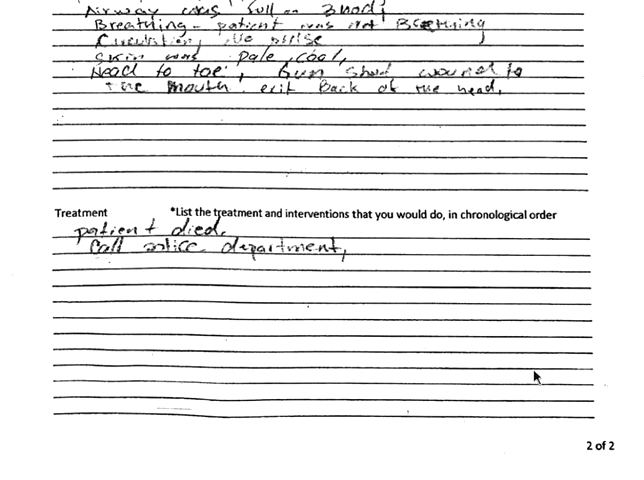 Airway was full on Blood,
Breathing - patient was not Breething
Circulation, no pulse
Skin was pale, cool,
Head to toe, Gun shot wound to
the mouth exit Back of the head,
Treatment *List the treatment and interventions that you would do, in chronological order
patient died.
Call police department,
2 of 2